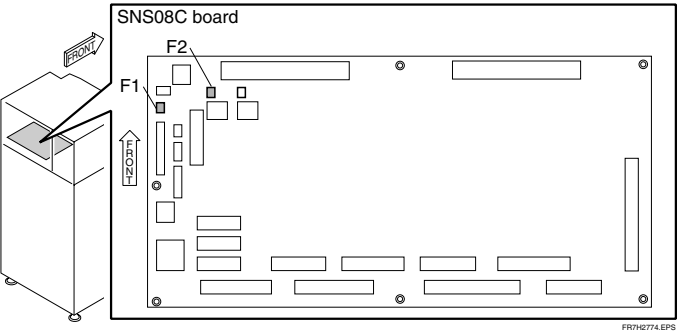 SNS08C board
FRONT
F2
F1
FRONT
FR7H2774.EPS